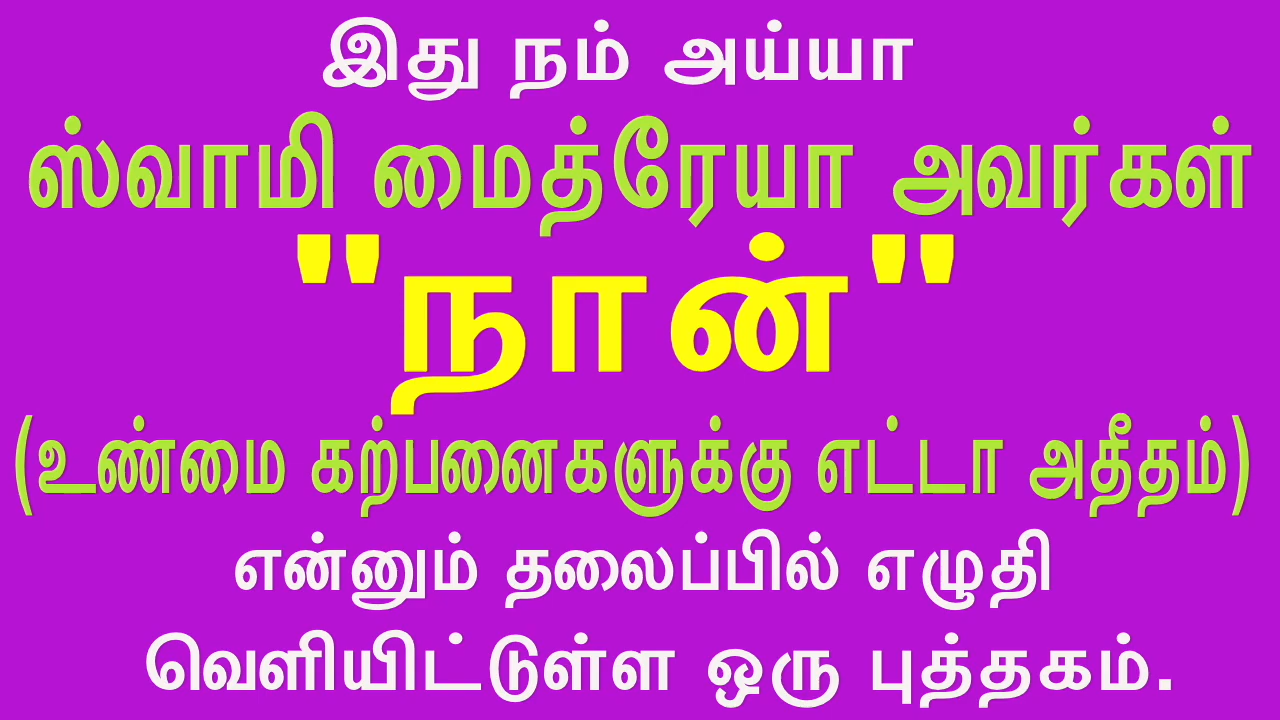 இது நம் அய்யா
ஸ்வாமி மைத்ரேயா அவர்கள்
"நான்"
(உண்மை கற்பனைகளுக்கு எட்டா அதீதம்)
என்னும் தலைப்பில் எழுதி
வெளியிட்டுள்ள ஒரு புத்தகம்.